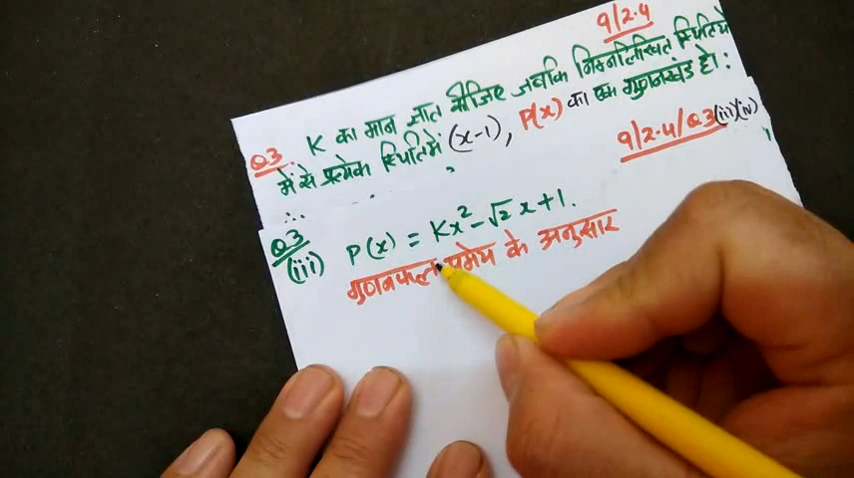 9/2.4
Q3. K का मान ज्ञात कीजिए जबकि निम्नलिखित स्थितियों
में से प्रत्येक स्थिति में (x-1), P(x) का एक गुणनखंड हो:
9/2.4/Q3(iii)(iv)
Q3
(iii) P(x) = Kx² - √2 x + 1.
गुणनफल प्रमेय के अनुसार